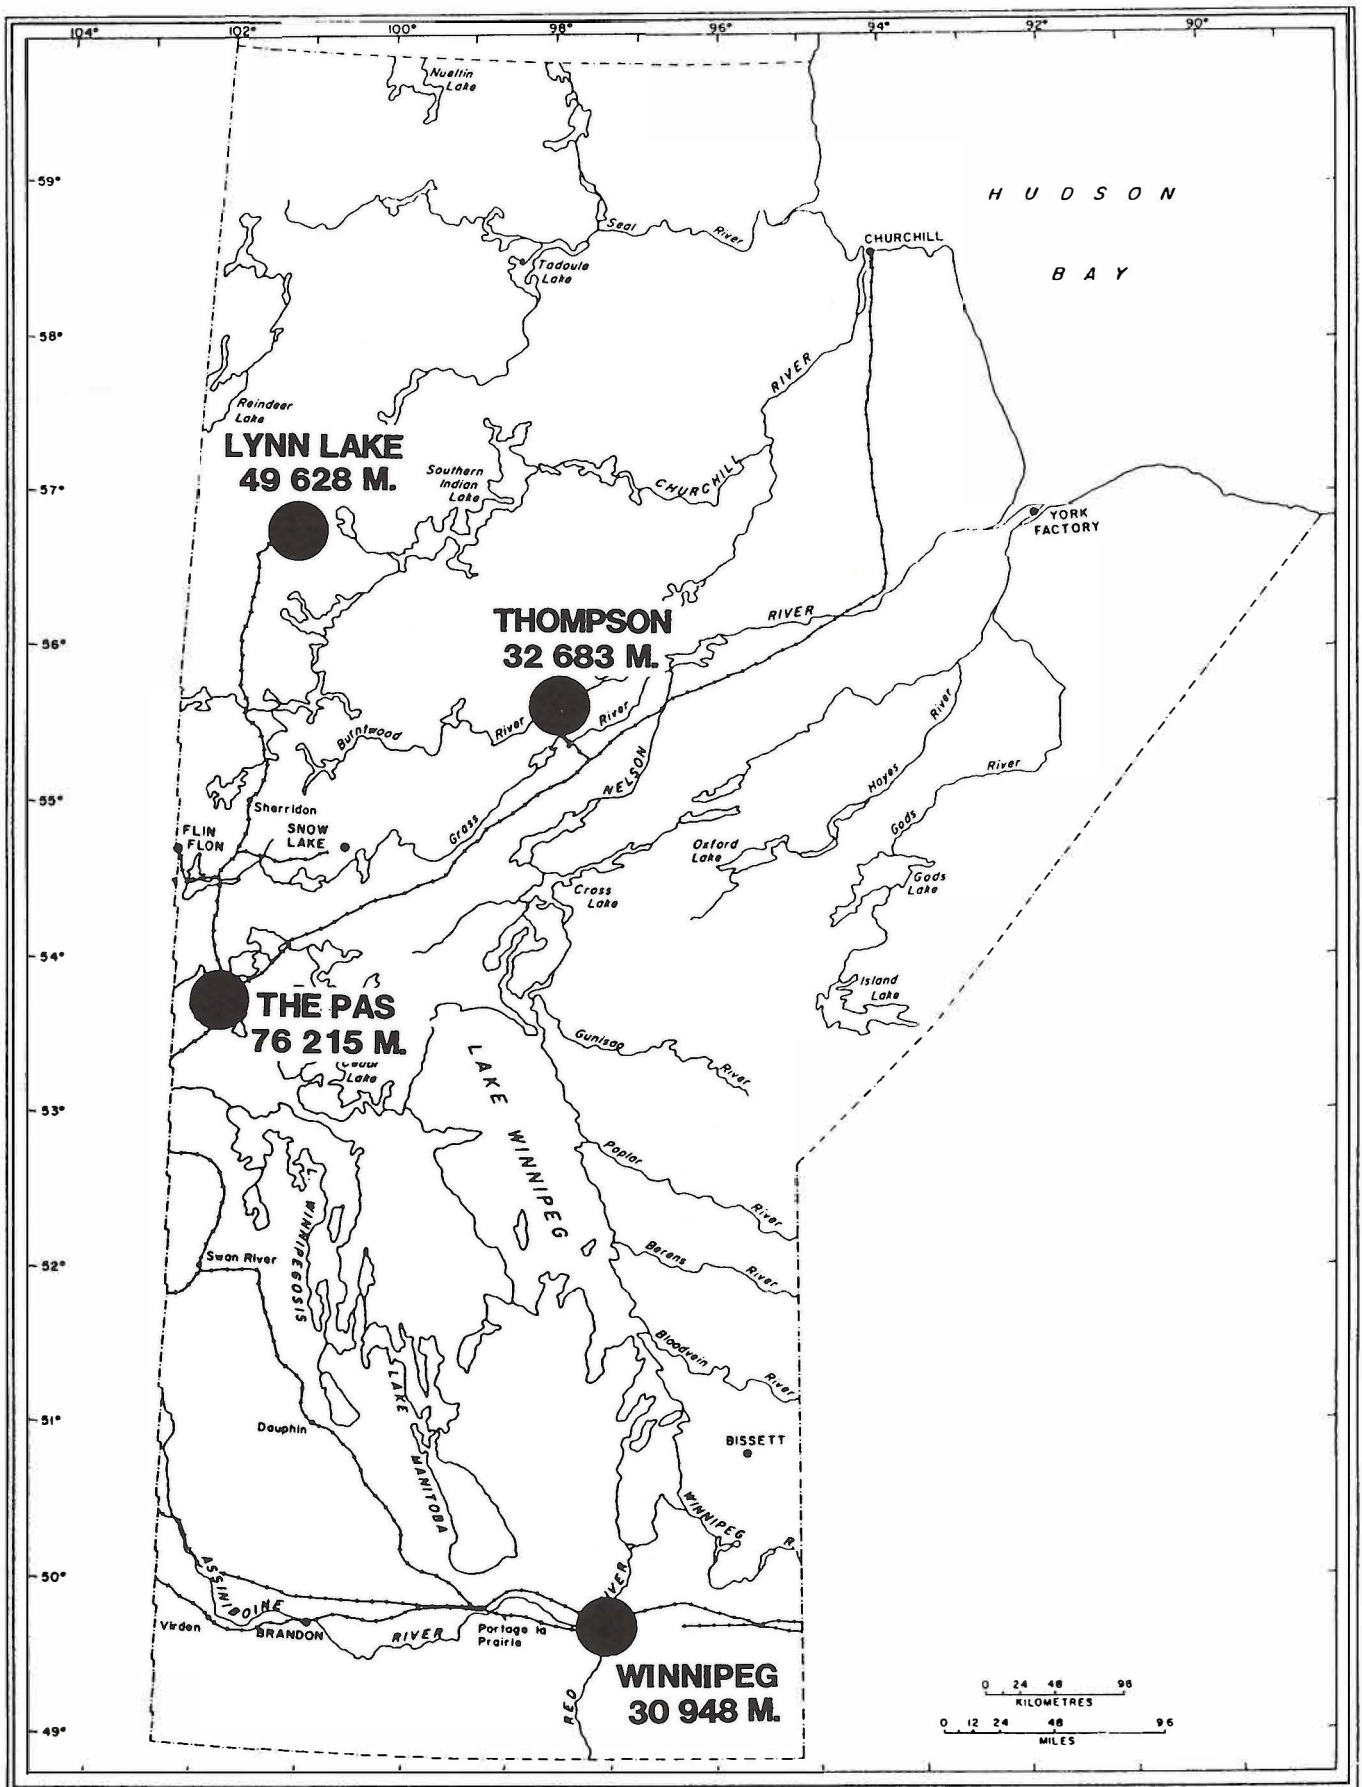 104° 102° 100° 98° 96° 94° 92° 90°
Nueltin
Lake
59°
HUDSON
BAY
Seal River
CHURCHILL
Tadoule
Lake
58°
RIVER
Reindeer
Lake
LYNN LAKE
49 628 M.
Southern
Indian
Lake
CHURCHILL
57°
YORK
FACTORY
THOMPSON
32 683 M.
RIVER
56°
Burntwood River
River
NELSON
River
Hayes
River
Gods
55°
Sherridon
FLIN
FLON
SNOW
LAKE
Grass
Oxford
Lake
Gods
Lake
Cross
Lake
54°
Island
Lake
THE PAS
76 215 M.
Cedar
Lake
Gunisao River
LAKE WINNIPEG
53°
Poplar River
L. WINNIPEGOSIS
Berens River
52°
Swan River
Bloodvein River
LAKE MANITOBA
51°
Dauphin
BISSETT
WINNIPEG R.
50°
ASSINIBOINE RIVER
IVER
Virden
BRANDON
Portage la
Prairie
WINNIPEG
30 948 M.
RED
49°
0 24 48 96
KILOMETRES
0 12 24 48 96
MILES